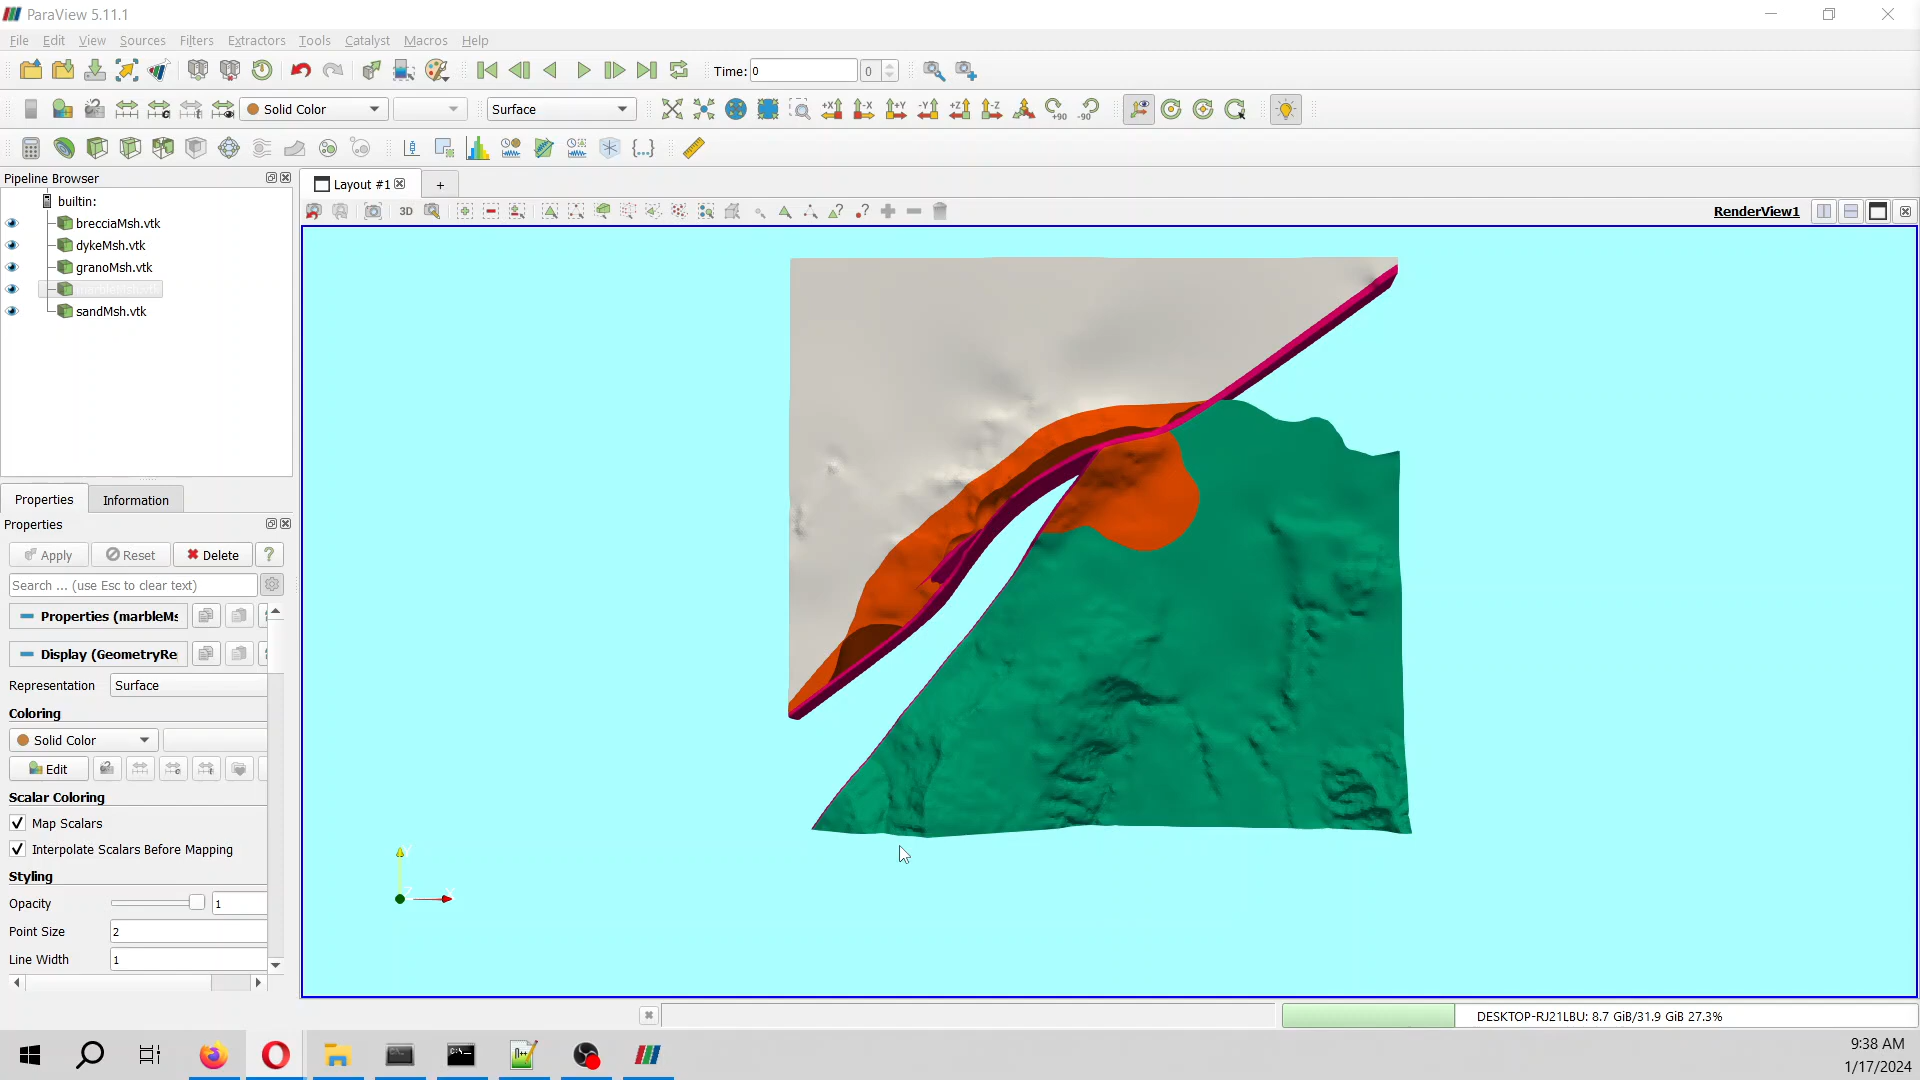 ParaView 5.11.1
File Edit View Sources Filters Extractors Tools Catalyst Macros Help
Time: 0 0
Solid Color Surface +X -X +Y -Y +Z -Z +90 -90
Pipeline Browser
Layout #1 +
builtin:
3D
RenderView1
brecciaMsh.vtk
dykeMsh.vtk
granoMsh.vtk
sandMsh.vtk
Properties Information
Properties
Apply Reset Delete ?
Search ... (use Esc to clear text)
Properties (marbleMs
Display (GeometryRe
Representation Surface
Coloring
Solid Color
Edit
Scalar Coloring
Map Scalars
Interpolate Scalars Before Mapping
Styling
Opacity 1
Point Size 2
Line Width 1
Y
Z X
DESKTOP-RJ21LBU: 8.7 GiB/31.9 GiB 27.3%
9:38 AM
1/17/2024